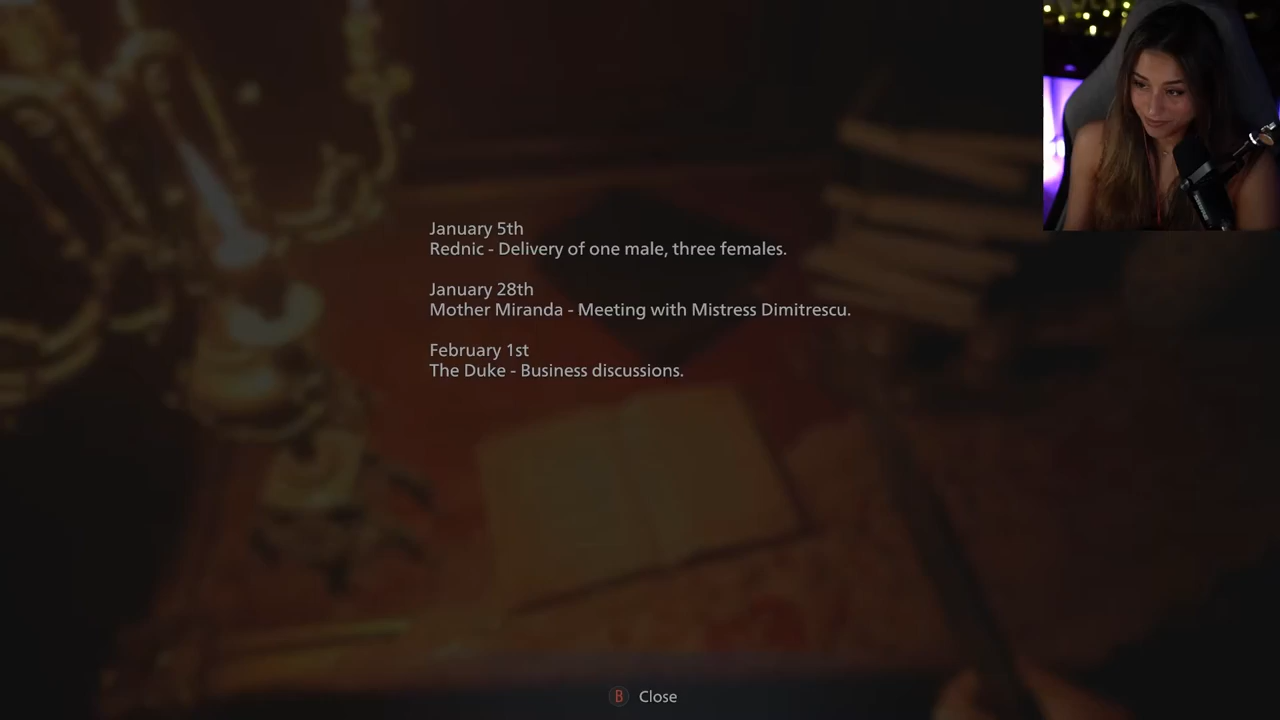 January 5th
Rednic - Delivery of one male, three females.
January 28th
Mother Miranda - Meeting with Mistress Dimitrescu.
February 1st
The Duke - Business discussions.
B Close